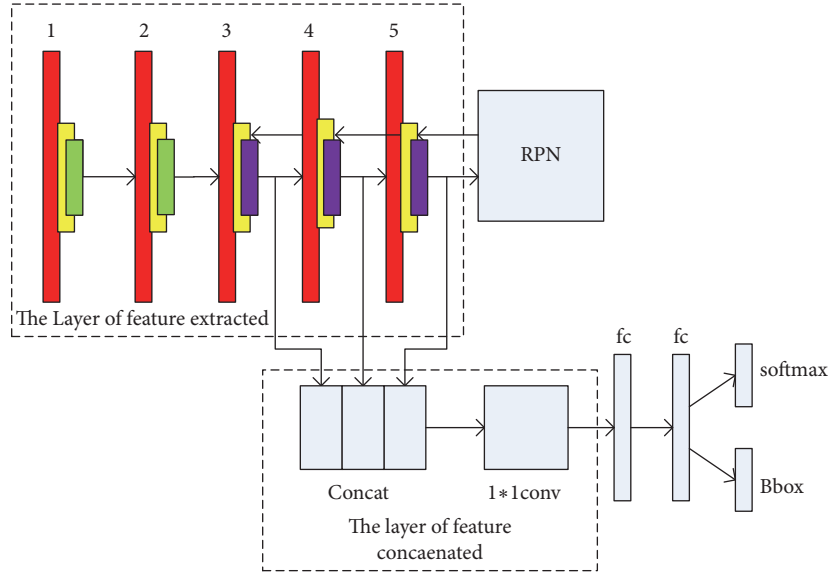 1 2 3 4 5
RPN
The Layer of feature extracted
fc fc
softmax
Concat 1∗1conv Bbox
The layer of feature
concaenated